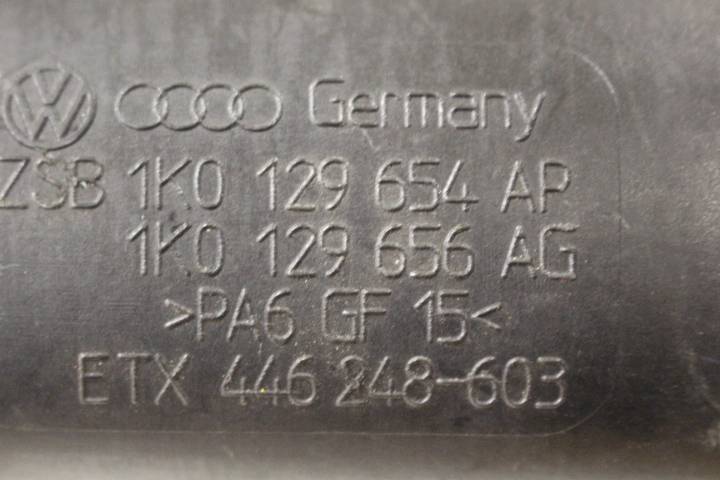 Germany
ZSB 1K0 129 654 AP
1K0 129 656 AG
>PA6 GF 15<
ETX 446 248-603